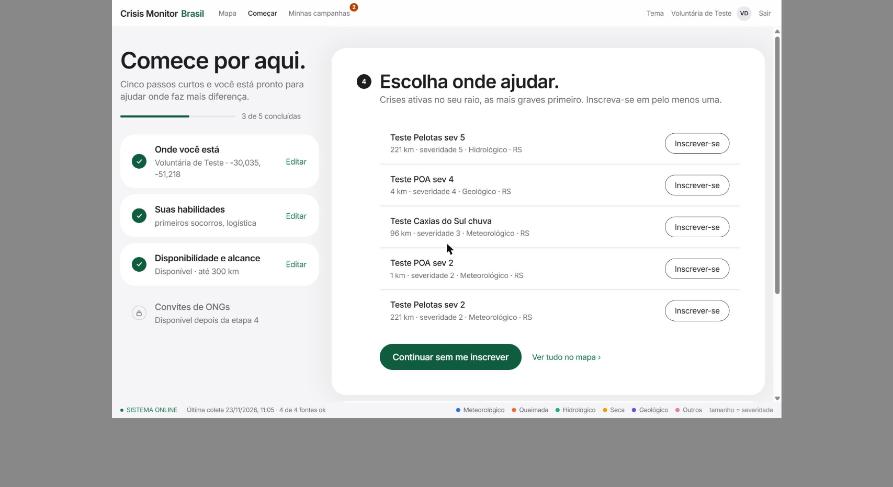 Crisis Monitor Brasil Mapa Começar Minhas campanhas 2 Tema Voluntária de Teste VD Sair
Comece por aqui.
Cinco passos curtos e você está pronto para
ajudar onde faz mais diferença.
3 de 5 concluídas
Onde você está
Voluntária de Teste · -30,035,
-51,218
Editar
Suas habilidades
primeiros socorros, logística
Editar
Disponibilidade e alcance
Disponível · até 300 km
Editar
Convites de ONGs
Disponível depois da etapa 4
4 Escolha onde ajudar.
Crises ativas no seu raio, as mais graves primeiro. Inscreva-se em pelo menos uma.
Teste Pelotas sev 5
221 km · severidade 5 · Hidrológico · RS
Inscrever-se
Teste POA sev 4
4 km · severidade 4 · Geológico · RS
Inscrever-se
Teste Caxias do Sul chuva
96 km · severidade 3 · Meteorológico · RS
Inscrever-se
Teste POA sev 2
1 km · severidade 2 · Meteorológico · RS
Inscrever-se
Teste Pelotas sev 2
221 km · severidade 2 · Meteorológico · RS
Inscrever-se
Continuar sem me inscrever Ver tudo no mapa ›
SISTEMA ONLINE Última coleta 23/11/2026, 11:05 · 4 de 4 fontes ok Meteorológico Queimada Hidrológico Seca Geológico Outros tamanho = severidade